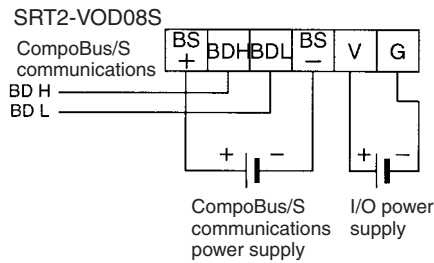 SRT2-VOD08S
CompoBus/S
communications
BS
+
BDH
BDL
BS
−
V
G
BD H
BD L
+ −
+ −
CompoBus/S
communications
power supply
I/O power
supply